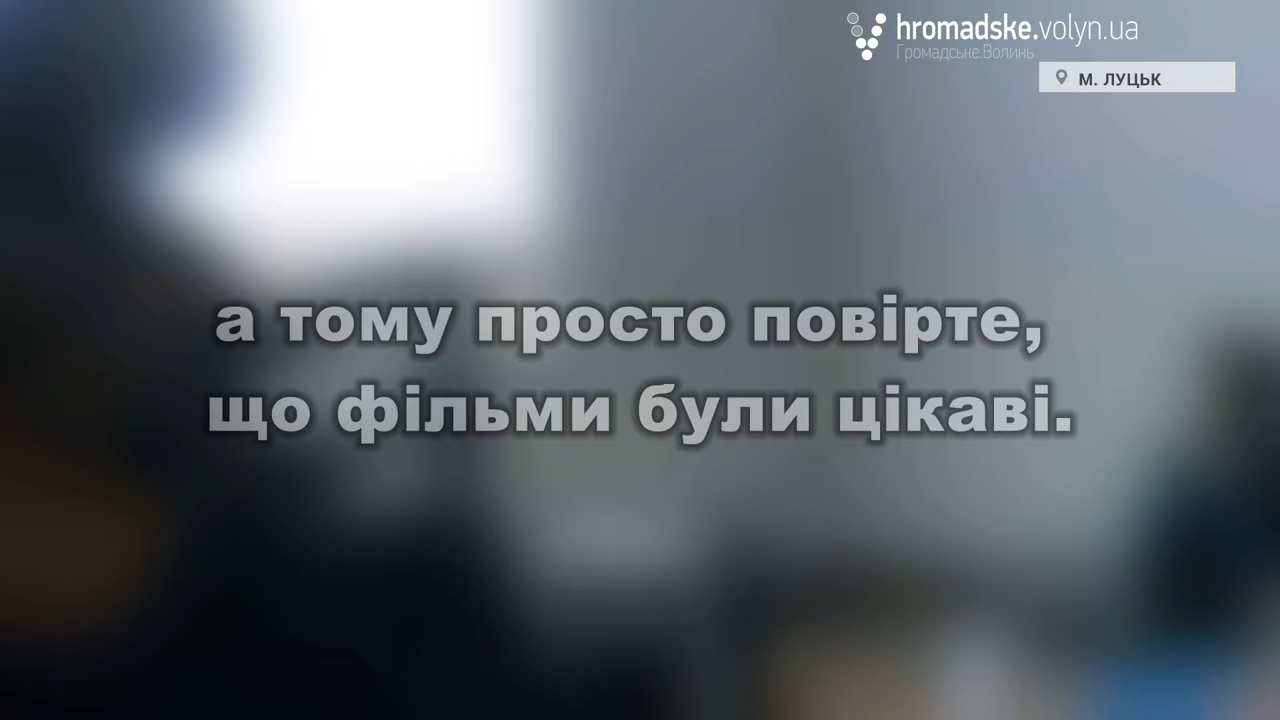 hromadske.volyn.ua
Громадське.Волинь
М. ЛУЦЬК
а тому просто повірте,
що фільми були цікаві.